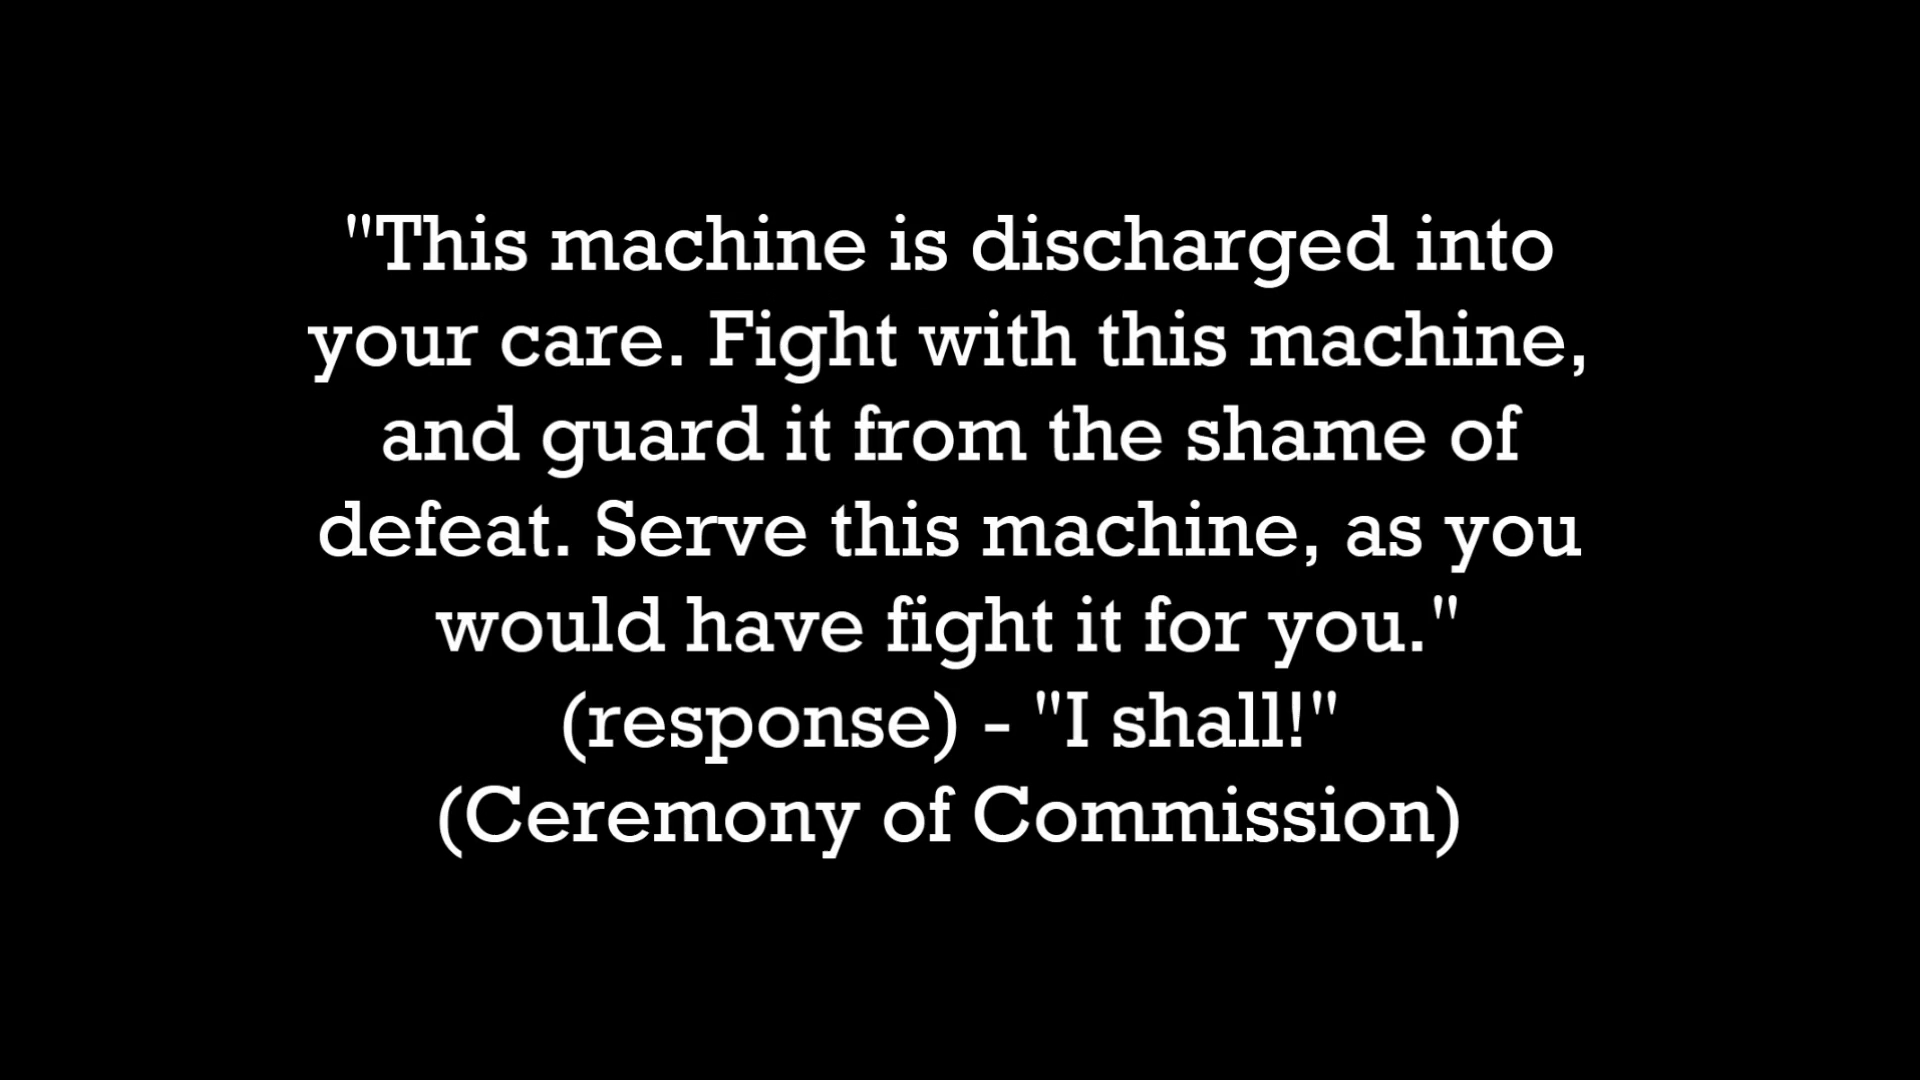 "This machine is discharged into
your care. Fight with this machine,
and guard it from the shame of
defeat. Serve this machine, as you
would have fight it for you."
(response) - "I shall!"
(Ceremony of Commission)